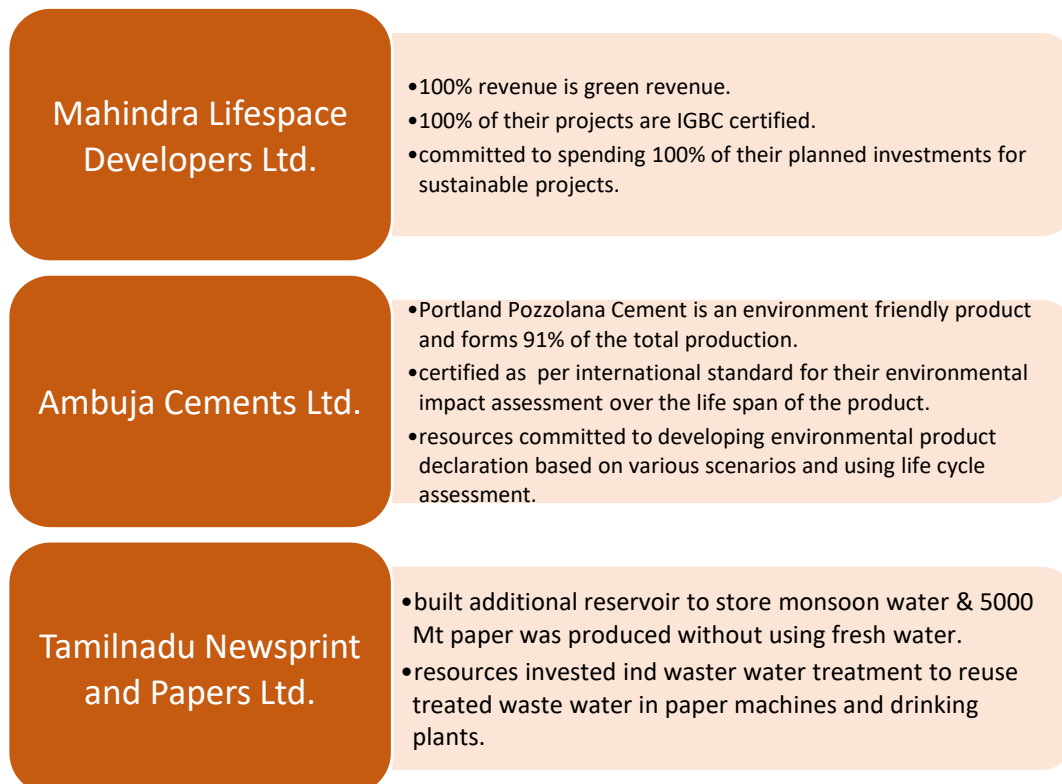 Mahindra Lifespace
Developers Ltd.
•100% revenue is green revenue.
•100% of their projects are IGBC certified.
•committed to spending 100% of their planned investments for
sustainable projects.
Ambuja Cements Ltd.
•Portland Pozzolana Cement is an environment friendly product
and forms 91% of the total production.
•certified as  per international standard for their environmental
impact assessment over the life span of the product.
•resources committed to developing environmental product
declaration based on various scenarios and using life cycle
assessment.
Tamilnadu Newsprint
and Papers Ltd.
•built additional reservoir to store monsoon water & 5000
Mt paper was produced without using fresh water.
•resources invested ind waster water treatment to reuse
treated waste water in paper machines and drinking
plants.